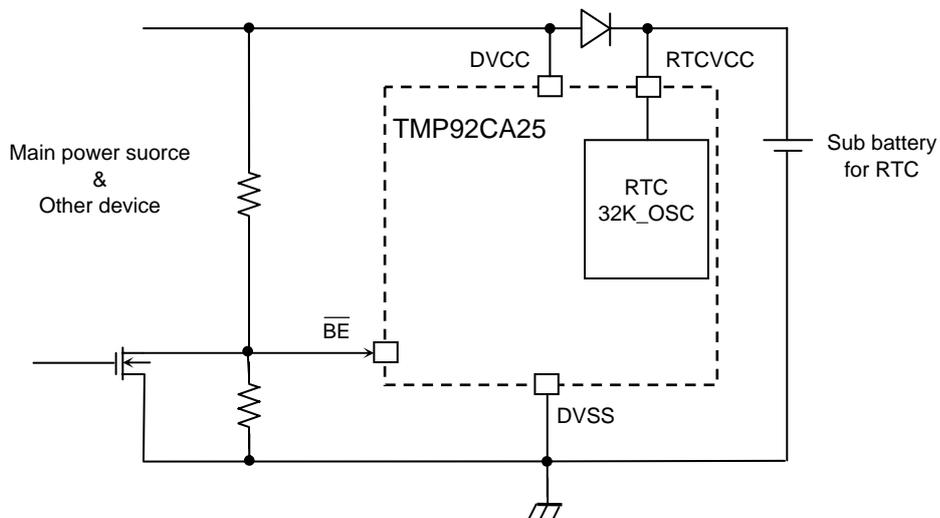 DVCC
RTCVCC
TMP92CA25
Main power suorce
&
Other device
RTC
32K_OSC
Sub battery
for RTC
BE
DVSS